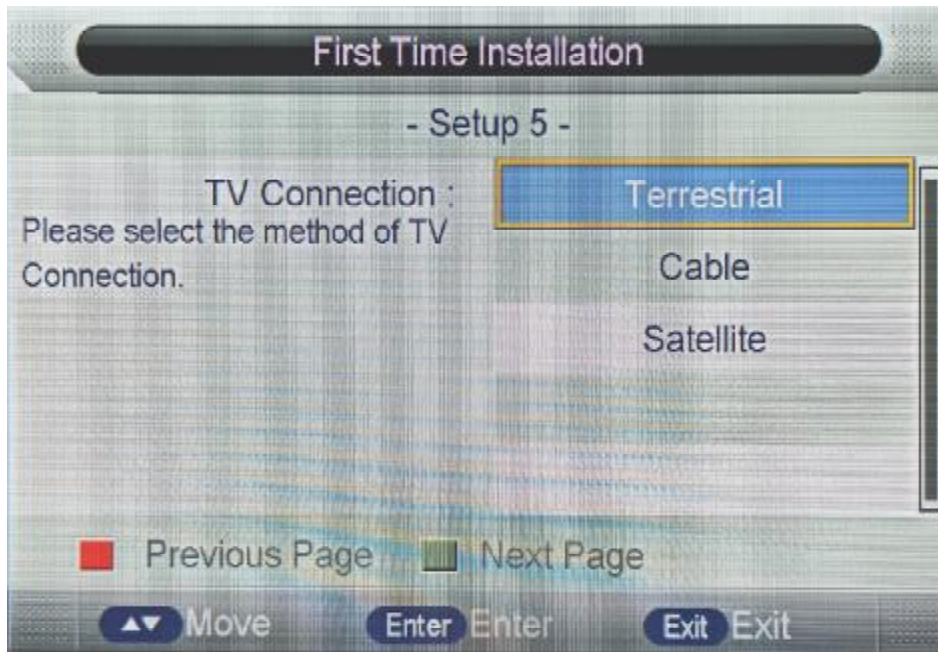 First Time Installation
- Setup 5 -
TV Connection :
Please select the method of TV
Connection.
Terrestrial
Cable
Satellite
Previous Page Next Page
Move Enter Enter Exit Exit